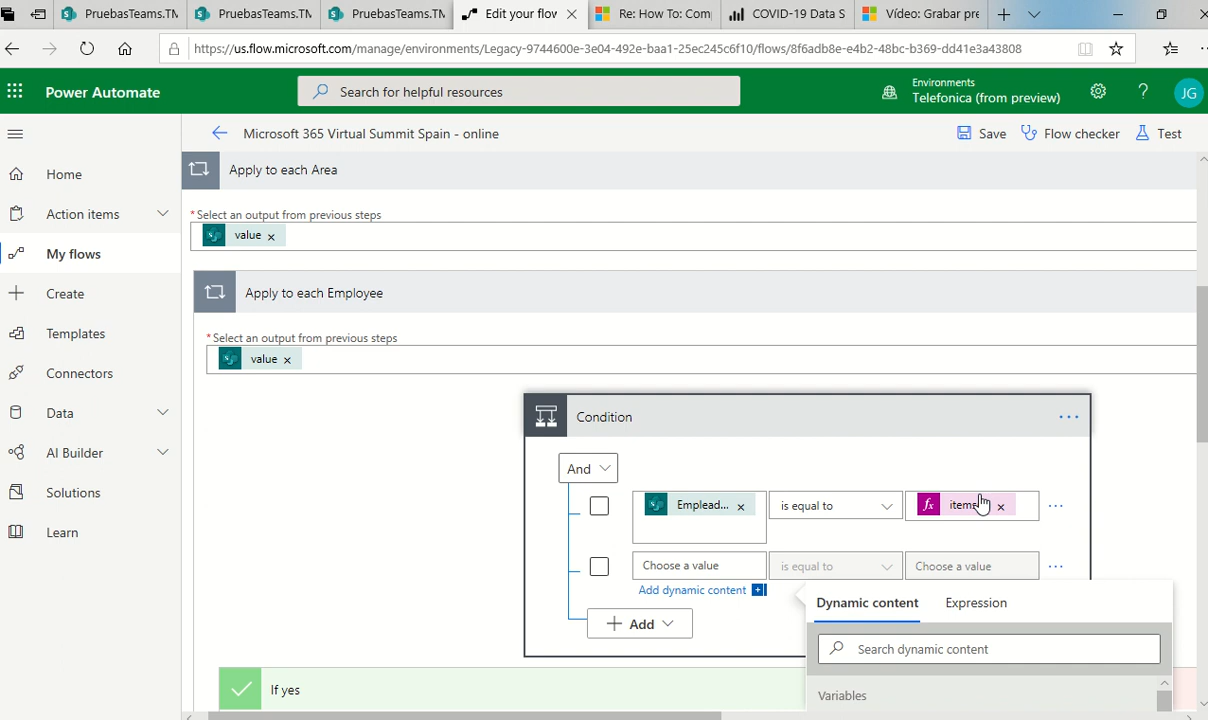 PruebasTeams.TM
PruebasTeams.TM
PruebasTeams.TM
Edit your flow
Re: How To: Com
COVID-19 Data S
Vídeo: Grabar pre
https://us.flow.microsoft.com/manage/environments/Legacy-9744600e-3e04-492e-baa1-25ec245c6f10/flows/8f6adb8e-e4b2-48bc-b369-dd41e3a43808
Power Automate
Search for helpful resources
Environments
Telefonica (from preview)
?
JG
Microsoft 365 Virtual Summit Spain - online
Save
Flow checker
Test
Home
Action items
My flows
Create
Templates
Connectors
Data
AI Builder
Solutions
Learn
Apply to each Area
* Select an output from previous steps
value ×
Apply to each Employee
* Select an output from previous steps
value ×
Condition
And
Emplead... ×
is equal to
fx
items ×
Choose a value
is equal to
Choose a value
Add dynamic content
Add
If yes
Dynamic content
Expression
Search dynamic content
Variables